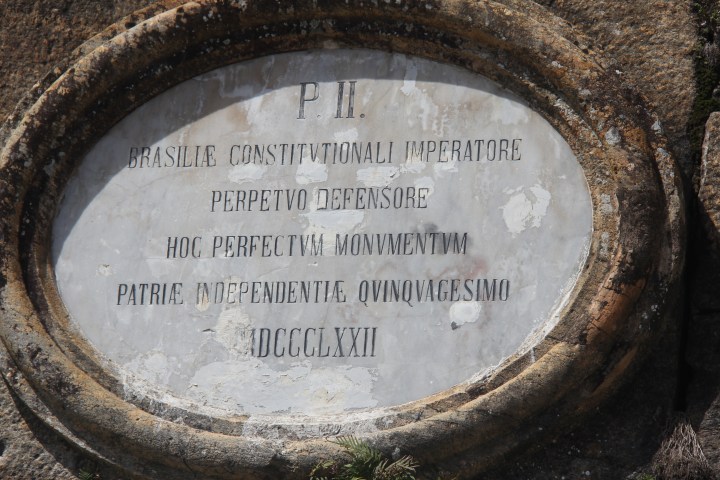 P. II.
BRASILIÆ CONSTITVTIONALI IMPERATORE
PERPETVO DEFENSORE
HOC PERFECTVM MONVMENTVM
PATRIÆ INDEPENDENTIÆ QVINQVAGESIMO
MDCCCLXXII